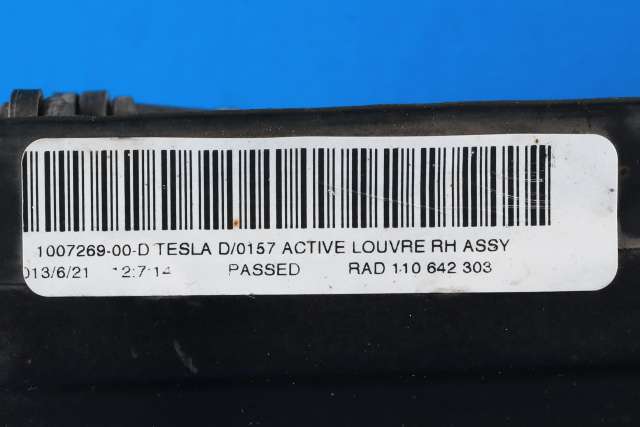 1007269-00-D TESLA D/0157 ACTIVE LOUVRE RH ASSY
013/6/21 12:7:14 PASSED RAD 110 642 303